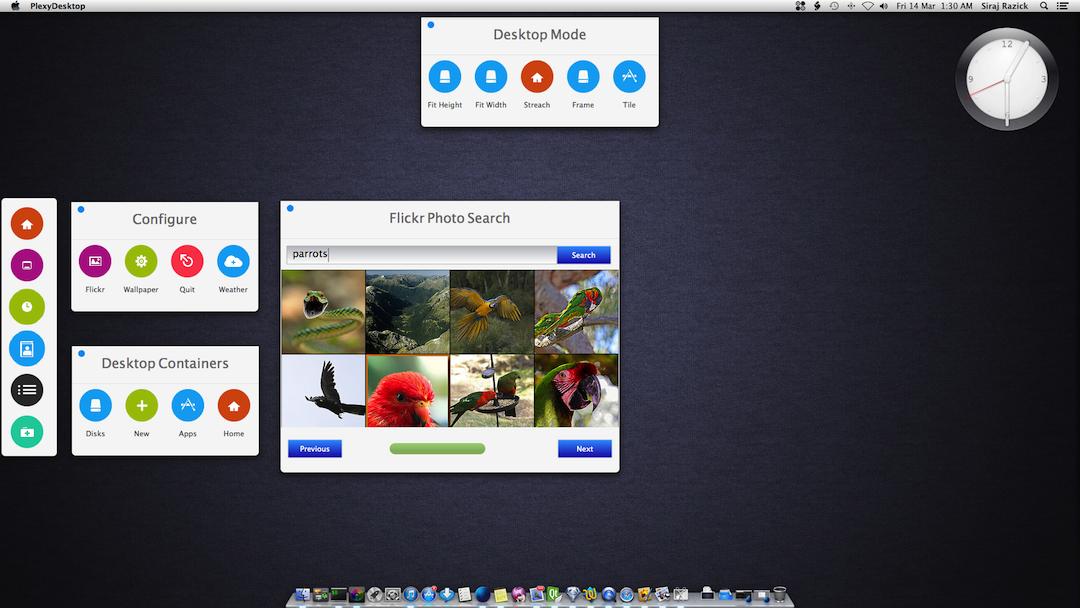 PlexyDesktop
Fri 14 Mar 1:30 AM Siraj Razick
Desktop Mode
Fit Height Fit Width Streach Frame Tile
12
9 3
Configure
Flickr Wallpaper Quit Weather
Desktop Containers
Disks New Apps Home
Flickr Photo Search
parrots Search
Previous Next